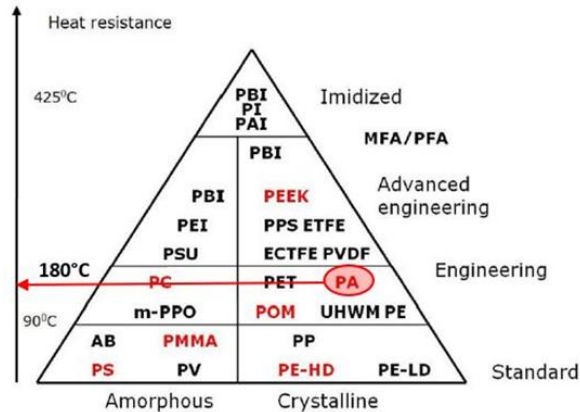 Heat resistance
425⁰C
PBI
PI
PAI
Imidized
MFA/PFA
PBI
PBI
PEEK
Advanced
engineering
PEI
PPS ETFE
PSU
ECTFE PVDF
180°C
PC
PET
PA
Engineering
90⁰C
m-PPO
POM
UHWM PE
AB
PMMA
PP
PS
PV
PE-HD
PE-LD
Standard
Amorphous
Crystalline